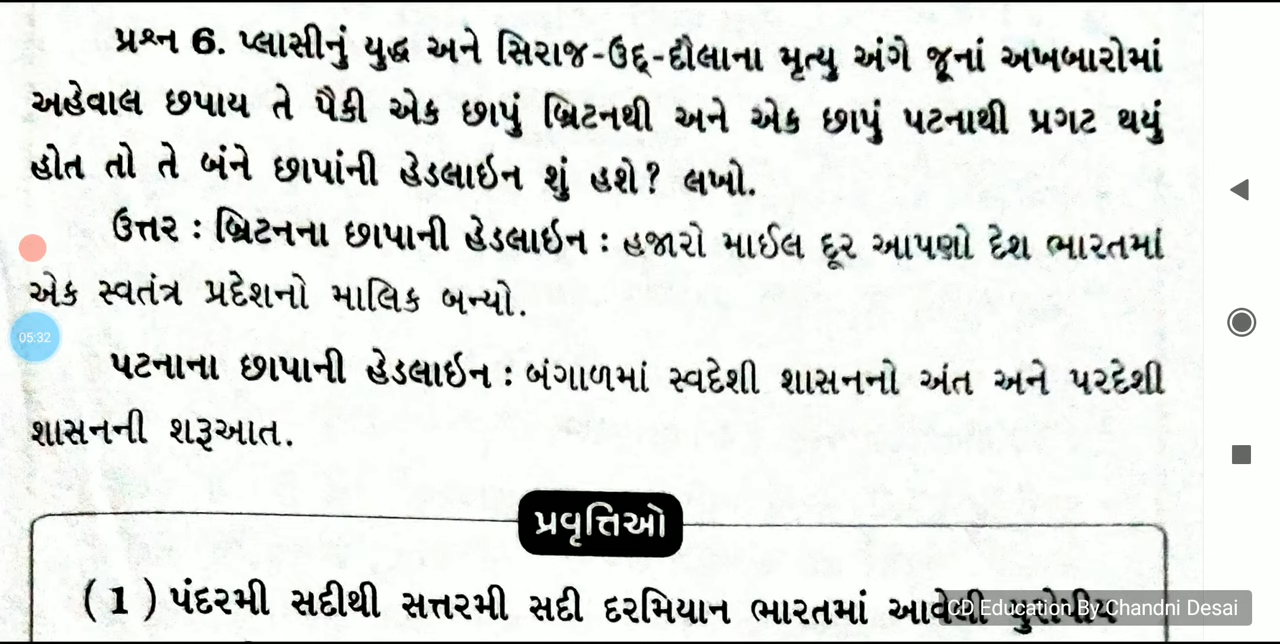 પ્રશ્ન 6. પ્લાસીનું યુદ્ધ અને સિરાજ-ઉદ્-દૌલાના મૃત્યુ અંગે જૂનાં અખબારોમાં
અહેવાલ છપાય તે પૈકી એક છાપું બ્રિટનથી અને એક છાપું પટનાથી પ્રગટ થયું
હોત તો તે બંને છાપાંની હેડલાઇન શું હશે? લખો.
ઉત્તર : બ્રિટનના છાપાની હેડલાઇન : હજારો માઈલ દૂર આપણો દેશ ભારતમાં
એક સ્વતંત્ર પ્રદેશનો માલિક બન્યો.
05:32
પટનાના છાપાની હેડલાઇન : બંગાળમાં સ્વદેશી શાસનનો અંત અને પરદેશી
શાસનની શરૂઆત.
પ્રવૃત્તિઓ
( 1 ) પંદરમી સદીથી સત્તરમી સદી દરમિયાન ભારતમાં આવેલી યુરોપીય
CD Education By Chandni Desai